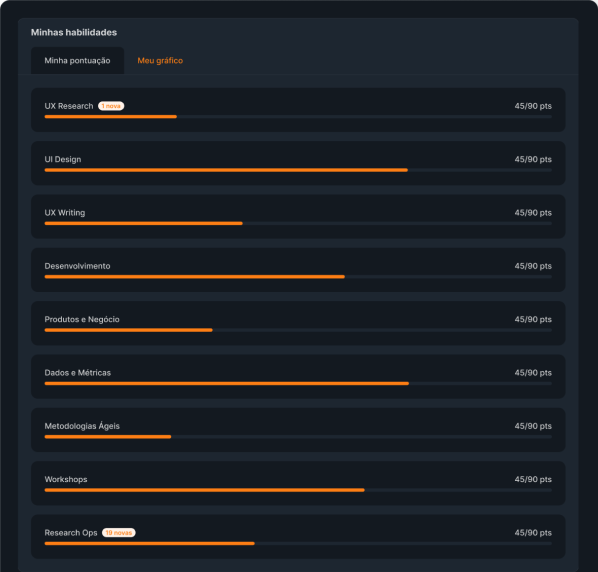 Minhas habilidades
Minha pontuação Meu gráfico
UX Research 1 nova 45/90 pts
UI Design 45/90 pts
UX Writing 45/90 pts
Desenvolvimento 45/90 pts
Produtos e Negócio 45/90 pts
Dados e Métricas 45/90 pts
Metodologias Ágeis 45/90 pts
Workshops 45/90 pts
Research Ops 19 novas 45/90 pts